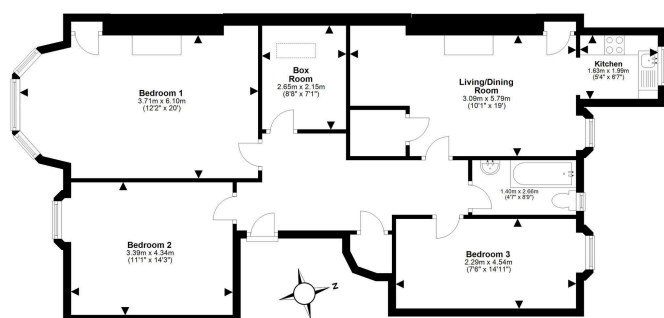 Bedroom 1
3.71m x 6.10m
(12'2" x 20')
Box
Room
2.65m x 2.15m
(8'8" x 7'1")
Living/Dining
Room
3.09m x 5.79m
(10'1" x 19')
Kitchen
1.63m x 1.99m
(5'4" x 6'7")
1.40m x 2.66m
(4'7" x 8'9")
Bedroom 2
3.39m x 4.34m
(11'1" x 14'3")
Bedroom 3
2.29m x 4.54m
(7'6" x 14'11")
N